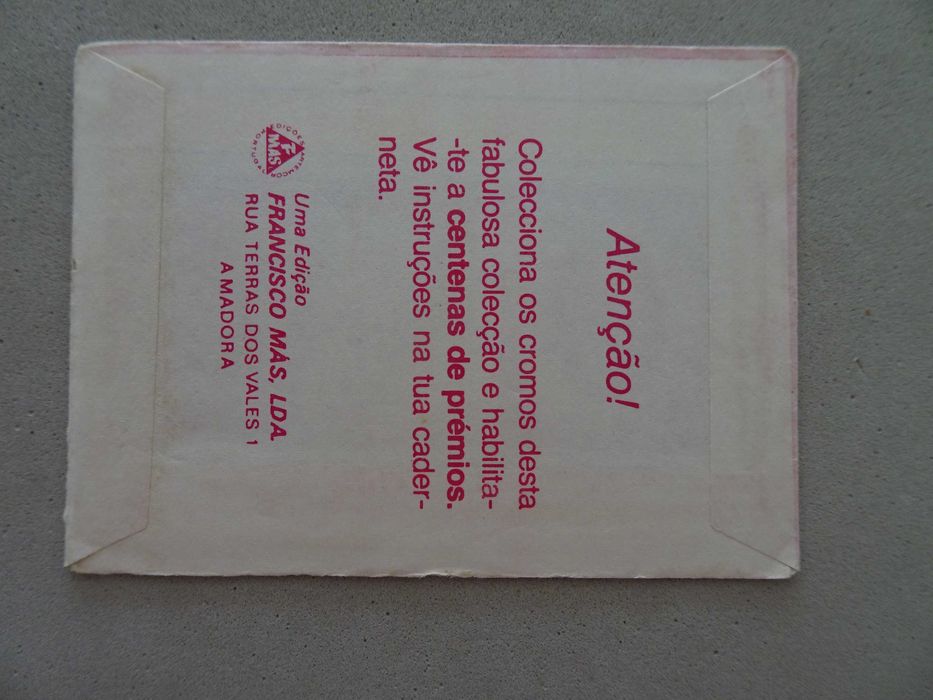 Atenção!
Colecciona os cromos desta
fabulosa colecção e habilita-
-te a centenas de prémios.
Vê instruções na tua cader-
neta.
F
MÁS
Uma Edição
FRANCISCO MÁS, LDA.
RUA TERRAS DOS VALES 1
AMADORA